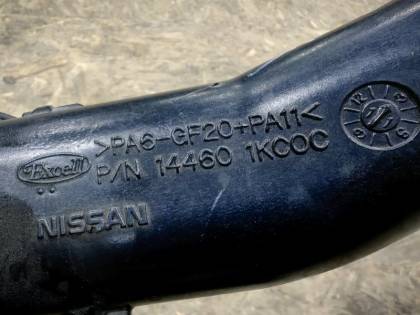 >PA6-GF20+PA11<
Excell
P/N 14460 1KC0C
NISSAN